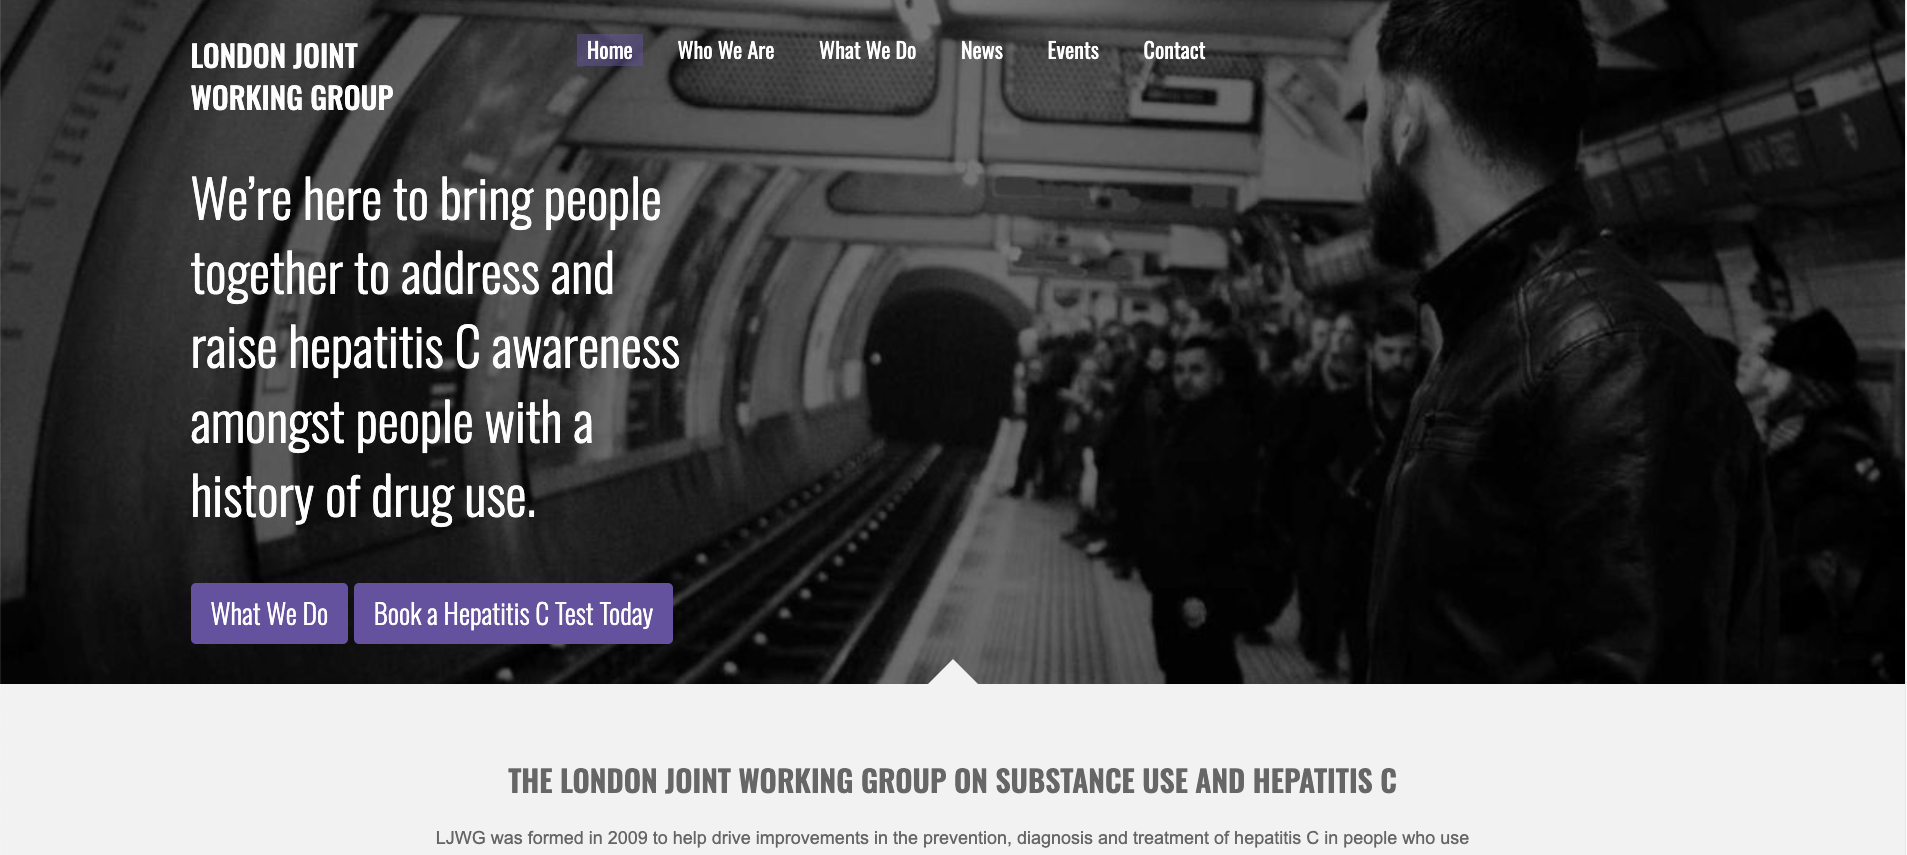 LONDON JOINT
WORKING GROUP
Home
Who We Are
What We Do
News
Events
Contact
We’re here to bring people
together to address and
raise hepatitis C awareness
amongst people with a
history of drug use.
What We Do
Book a Hepatitis C Test Today
THE LONDON JOINT WORKING GROUP ON SUBSTANCE USE AND HEPATITIS C
LJWG was formed in 2009 to help drive improvements in the prevention, diagnosis and treatment of hepatitis C in people who use